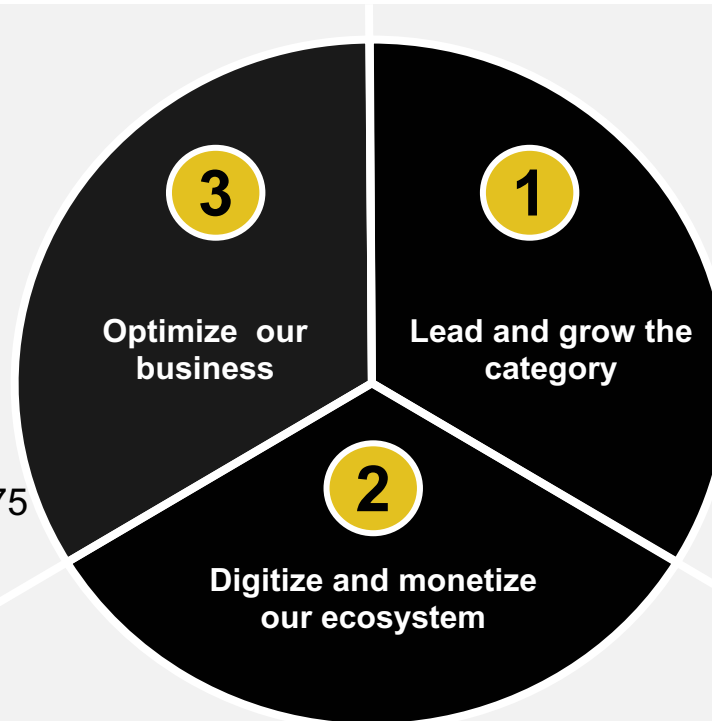 3
Optimize our
business
1
Lead and grow the
category
75
2
Digitize and monetize
our ecosystem